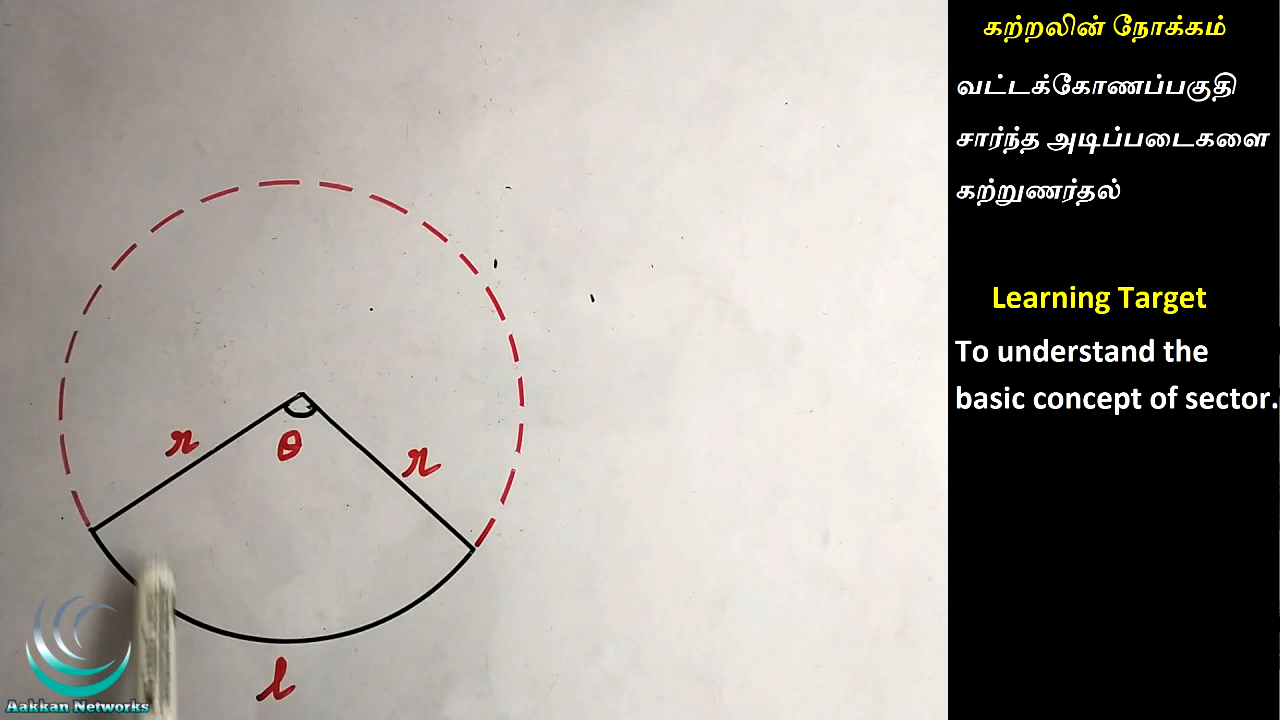 கற்றலின் நோக்கம்
வட்டக்கோணப்பகுதி
சார்ந்த அடிப்படைகளை
கற்றுணர்தல்
Learning Target
To understand the
basic concept of sector.
r
θ
r
l
Aakkan Networks